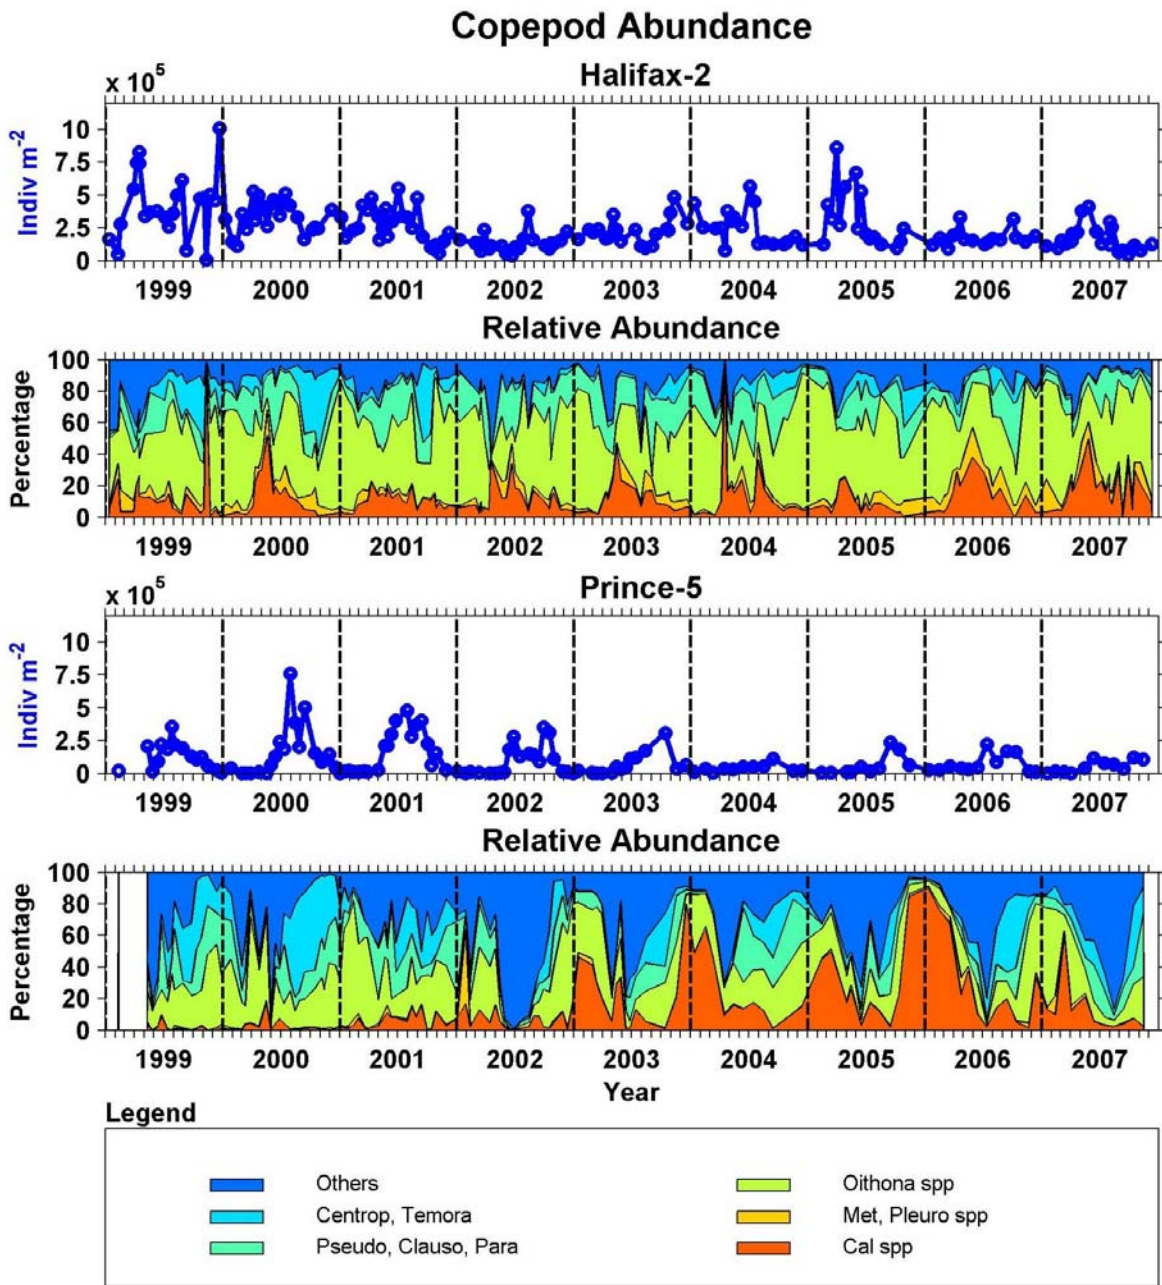 Copepod Abundance
Halifax-2
x 10^5
Indiv m^-2
10
7.5
5
2.5
0
1999 2000 2001 2002 2003 2004 2005 2006 2007
Relative Abundance
Percentage
100
80
60
40
20
0
1999 2000 2001 2002 2003 2004 2005 2006 2007
Prince-5
x 10^5
Indiv m^-2
10
7.5
5
2.5
0
1999 2000 2001 2002 2003 2004 2005 2006 2007
Relative Abundance
Percentage
100
80
60
40
20
0
1999 2000 2001 2002 2003 2004 2005 2006 2007
Year
Legend
Others
Centrop, Temora
Pseudo, Clauso, Para
Oithona spp
Met, Pleuro spp
Cal spp